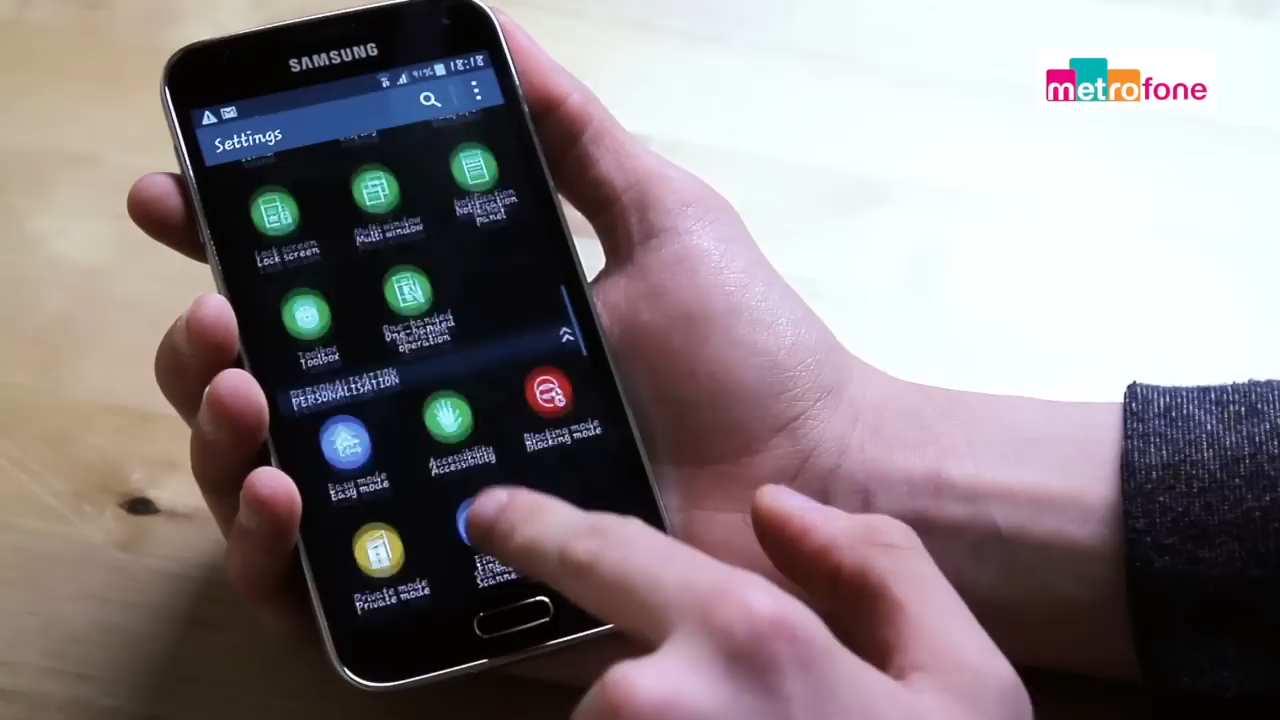 SAMSUNG
metrofone
91% 18:18
Settings
Notification
panel
Multi window
Lock screen
One-handed
operation
Toolbox
PERSONALISATION
Blocking mode
Accessibility
Easy mode
Private mode